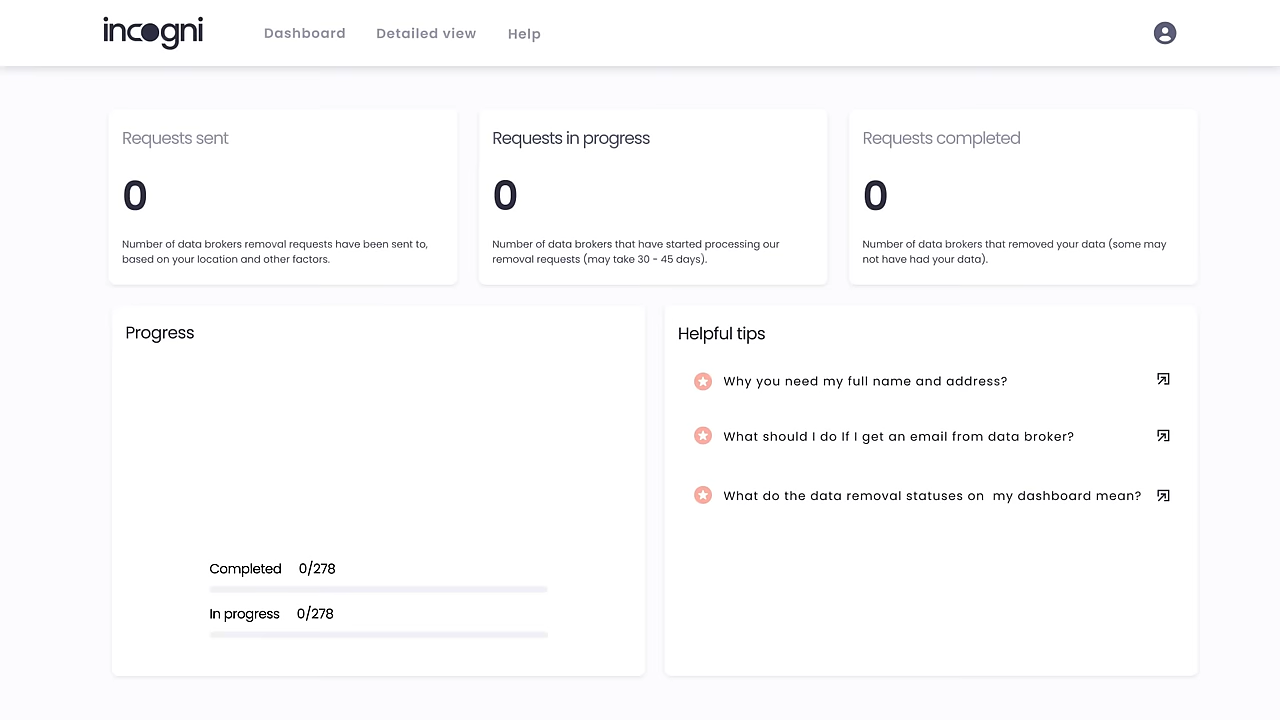 incogni
Dashboard
Detailed view
Help
Requests sent
0
Number of data brokers removal requests have been sent to,
based on your location and other factors.
Requests in progress
0
Number of data brokers that have started processing our
removal requests (may take 30 - 45 days).
Requests completed
0
Number of data brokers that removed your data (some may
not have had your data).
Progress
Completed 0/278
In progress 0/278
Helpful tips
Why you need my full name and address?
What should I do If I get an email from data broker?
What do the data removal statuses on my dashboard mean?